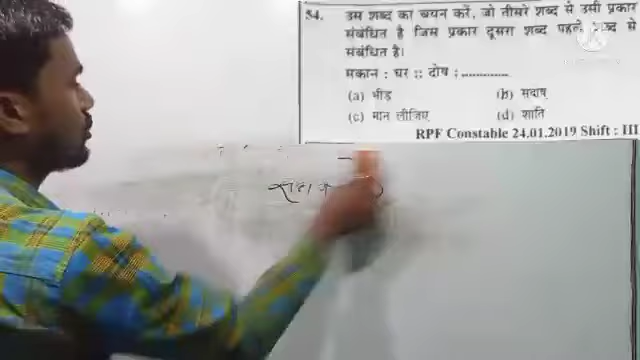 54. उस शब्द का चयन करें, जो तीसरे शब्द से उसी प्रकार
संबंधित है जिस प्रकार दूसरा शब्द पहले शब्द से
संबंधित है।
मकान : घर :: दोष : ............
(a) भीड़ (b) सदोष
(c) मान लीजिए (d) शांति
RPF Constable 24.01.2019 Shift : III
KINEMASTER